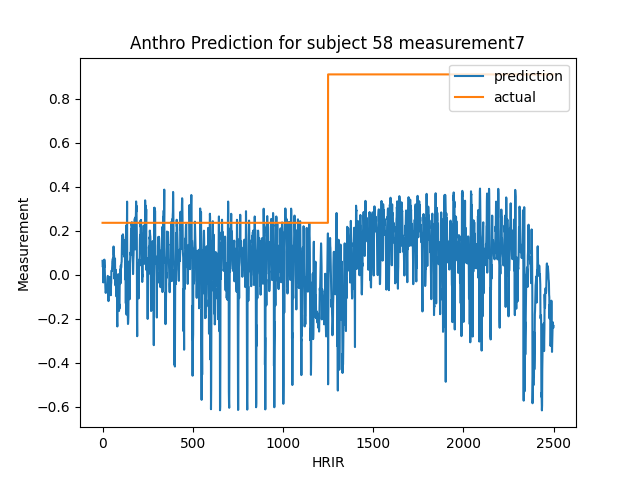 Anthro Prediction for subject 58 measurement7
prediction
actual
Measurement
0.8
0.6
0.4
0.2
0.0
−0.2
−0.4
−0.6
0 500 1000 1500 2000 2500
HRIR